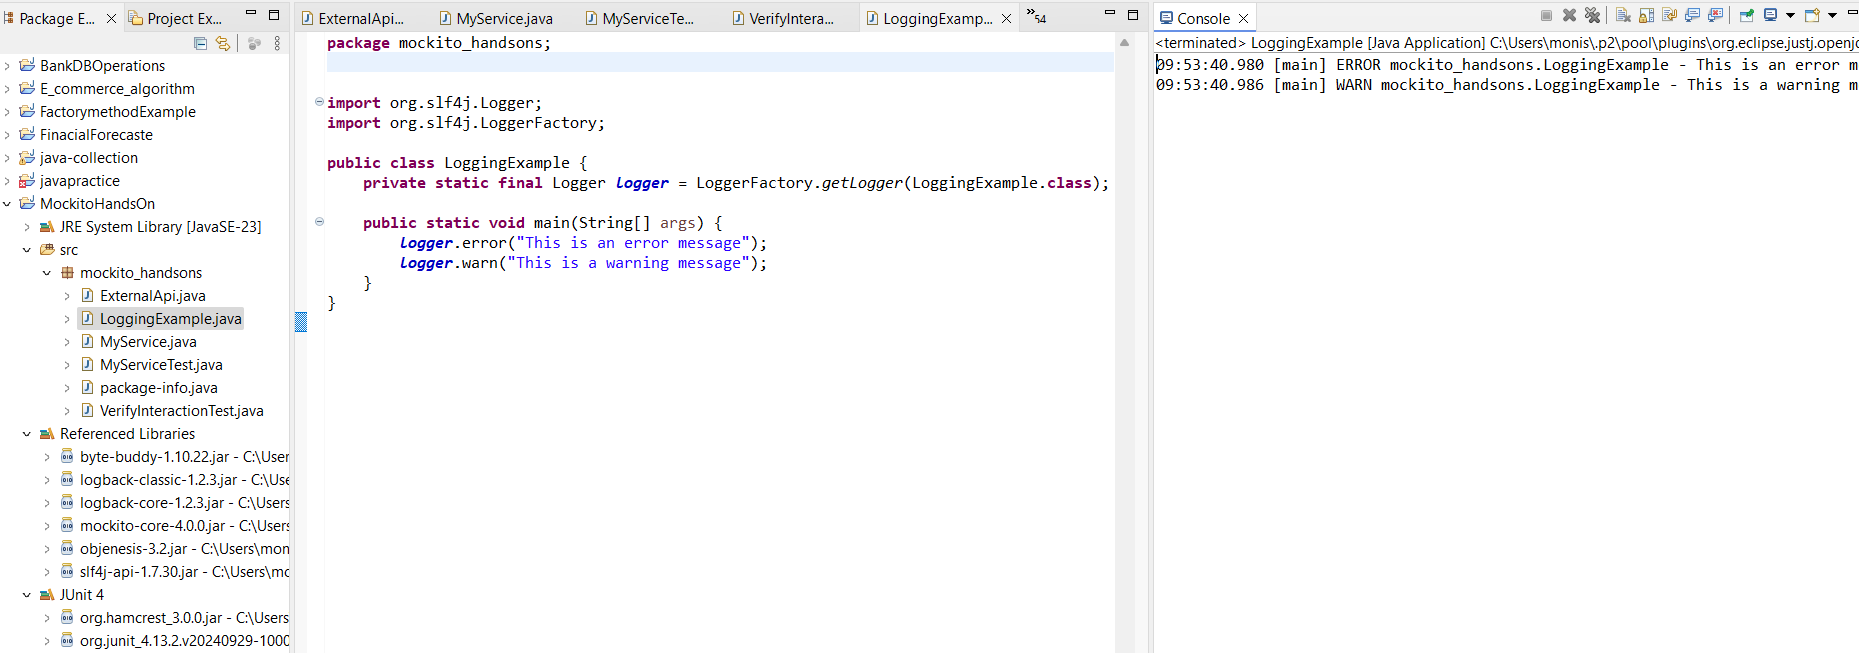 Package E...
Project Ex...
BankDBOperations
E_commerce_algorithm
FactorymethodExample
FinacialForecaste
java-collection
javapractice
MockitoHandsOn
JRE System Library [JavaSE-23]
src
mockito_handsons
ExternalApi.java
LoggingExample.java
MyService.java
MyServiceTest.java
package-info.java
VerifyInteractionTest.java
Referenced Libraries
byte-buddy-1.10.22.jar - C:\User
logback-classic-1.2.3.jar - C:\Use
logback-core-1.2.3.jar - C:\Users
mockito-core-4.0.0.jar - C:\Users
objenesis-3.2.jar - C:\Users\mon
slf4j-api-1.7.30.jar - C:\Users\mo
JUnit 4
org.hamcrest_3.0.0.jar - C:\Users
org.junit_4.13.2.v20240929-1000
ExternalApi...
MyService.java
MyServiceTe...
VerifyIntera...
LoggingExamp...
»54
package mockito_handsons;
import org.slf4j.Logger;
import org.slf4j.LoggerFactory;
public class LoggingExample {
private static final Logger logger = LoggerFactory.getLogger(LoggingExample.class);
public static void main(String[] args) {
logger.error("This is an error message");
logger.warn("This is a warning message");
}
}
Console
<terminated> LoggingExample [Java Application] C:\Users\monis\.p2\pool\plugins\org.eclipse.justj.openjd
09:53:40.980 [main] ERROR mockito_handsons.LoggingExample - This is an error m
09:53:40.986 [main] WARN mockito_handsons.LoggingExample - This is a warning m